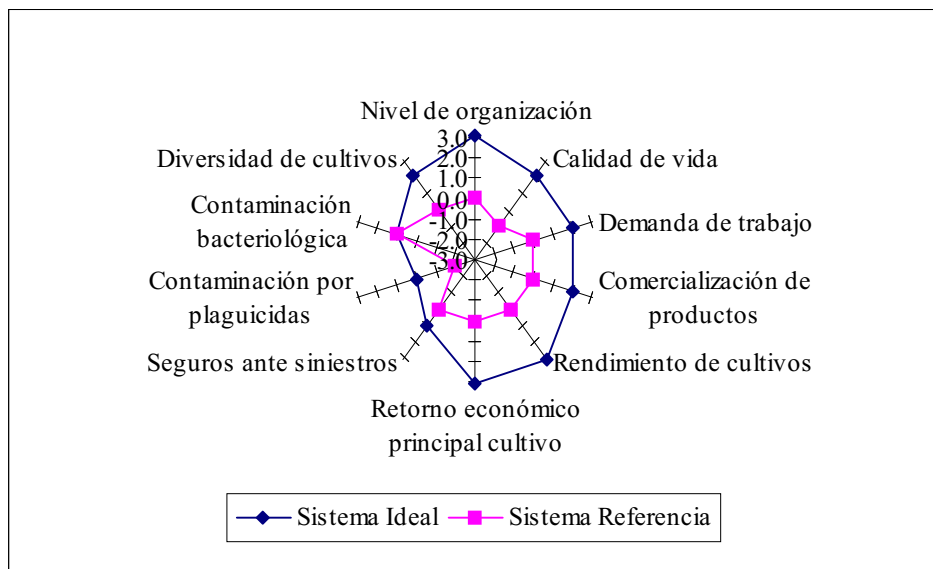 Nivel de organización
3.0
2.0
1.0
0.0
-1.0
-2.0
-3.0
Calidad de vida
Demanda de trabajo
Comercialización de
productos
Rendimiento de cultivos
Retorno económico
principal cultivo
Seguros ante siniestros
Contaminación por
plaguicidas
Contaminación
bacteriológica
Diversidad de cultivos
Sistema Ideal
Sistema Referencia